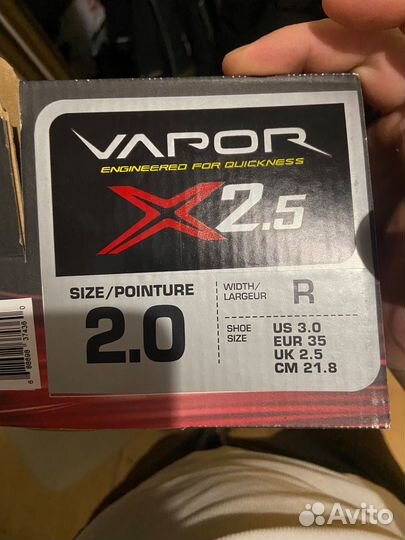 VAPOR
ENGINEERED FOR QUICKNESS
X2.5
SIZE/POINTURE
2.0
WIDTH/
LARGEUR
R
SHOE
SIZE
US 3.0
EUR 35
UK 2.5
CM 21.8
Avito